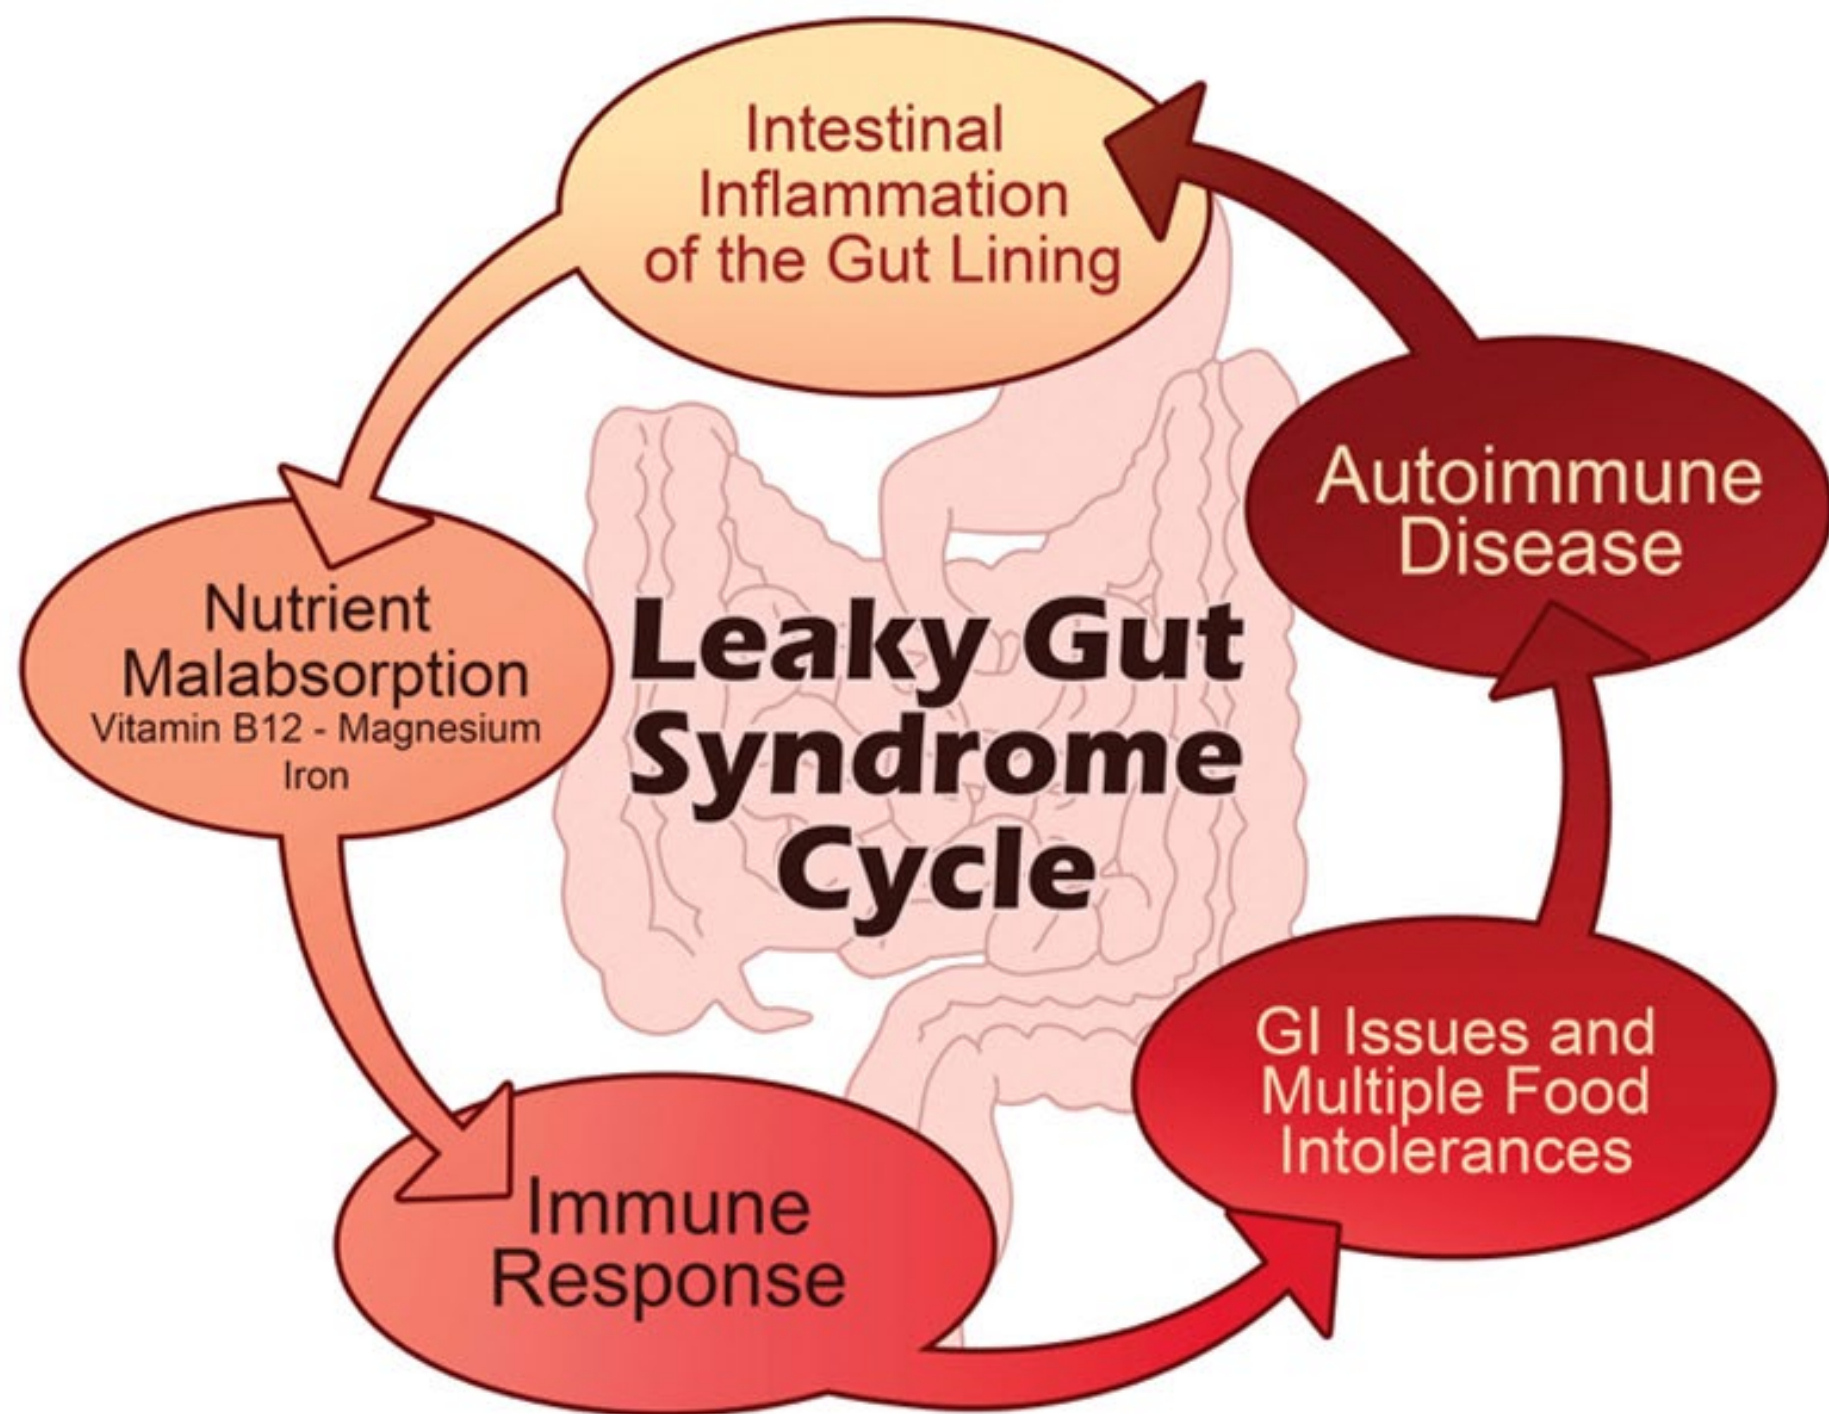 Intestinal
Inflammation
of the Gut Lining
Nutrient
Malabsorption
Vitamin B12 - Magnesium
Iron
Immune
Response
GI Issues and
Multiple Food
Intolerances
Autoimmune
Disease
Leaky Gut
Syndrome
Cycle